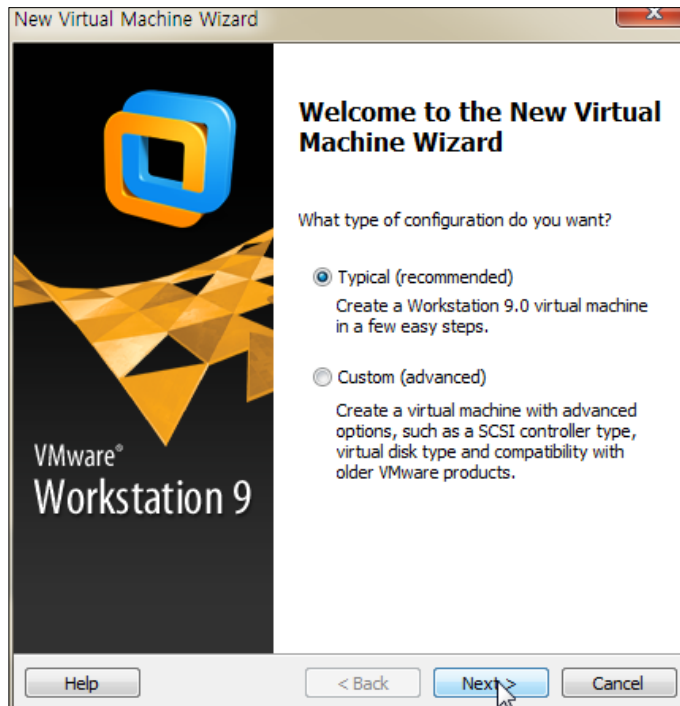 New Virtual Machine Wizard
Welcome to the New Virtual
Machine Wizard
What type of configuration do you want?
Typical (recommended)
Create a Workstation 9.0 virtual machine
in a few easy steps.
Custom (advanced)
Create a virtual machine with advanced
options, such as a SCSI controller type,
virtual disk type and compatibility with
older VMware products.
VMware®
Workstation 9
Help
< Back
Next >
Cancel